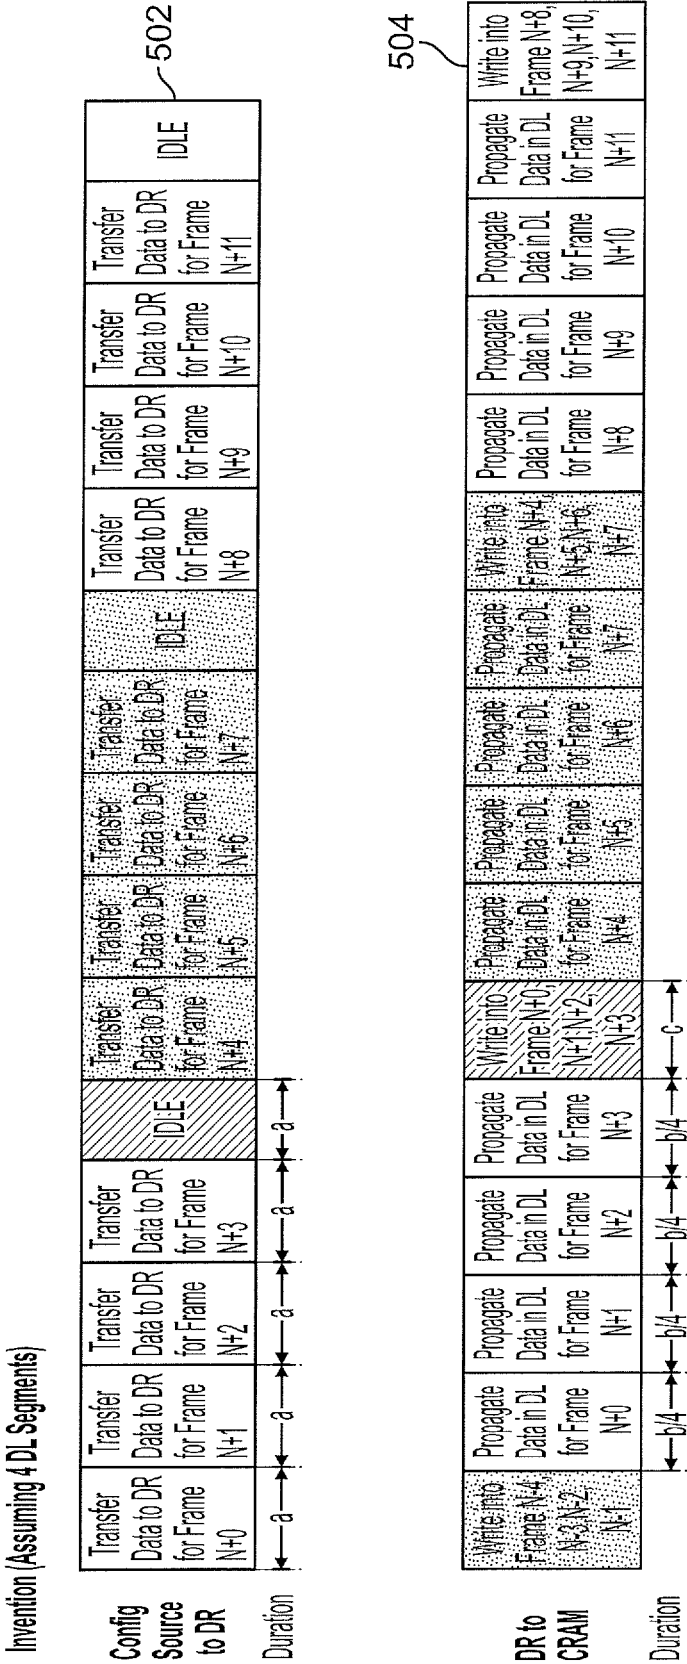 Invention (Assuming 4 DL Segments)
502
Config
Source
to DR
Transfer
Data to DR
for Frame
N+0
Transfer
Data to DR
for Frame
N+1
Transfer
Data to DR
for Frame
N+2
Transfer
Data to DR
for Frame
N+3
IDLE
Transfer
Data to DR
for Frame
N+4
Transfer
Data to DR
for Frame
N+5
Transfer
Data to DR
for Frame
N+6
Transfer
Data to DR
for Frame
N+7
IDLE
Transfer
Data to DR
for Frame
N+8
Transfer
Data to DR
for Frame
N+9
Transfer
Data to DR
for Frame
N+10
Transfer
Data to DR
for Frame
N+11
IDLE
Duration
a
a
a
a
a
504
DR to
CRAM
Write into
Frame N-4,
N-3,N-2,
N-1
Propagate
Data in DL
for Frame
N+0
Propagate
Data in DL
for Frame
N+1
Propagate
Data in DL
for Frame
N+2
Propagate
Data in DL
for Frame
N+3
Write into
Frame N+0,
N+1,N+2,
N+3
Propagate
Data in DL
for Frame
N+4
Propagate
Data in DL
for Frame
N+5
Propagate
Data in DL
for Frame
N+6
Propagate
Data in DL
for Frame
N+7
Write into
Frame N+4,
N+5,N+6,
N+7
Propagate
Data in DL
for Frame
N+8
Propagate
Data in DL
for Frame
N+9
Propagate
Data in DL
for Frame
N+10
Propagate
Data in DL
for Frame
N+11
Write into
Frame N+8,
N+9,N+10,
N+11
Duration
b/4
b/4
b/4
b/4
c